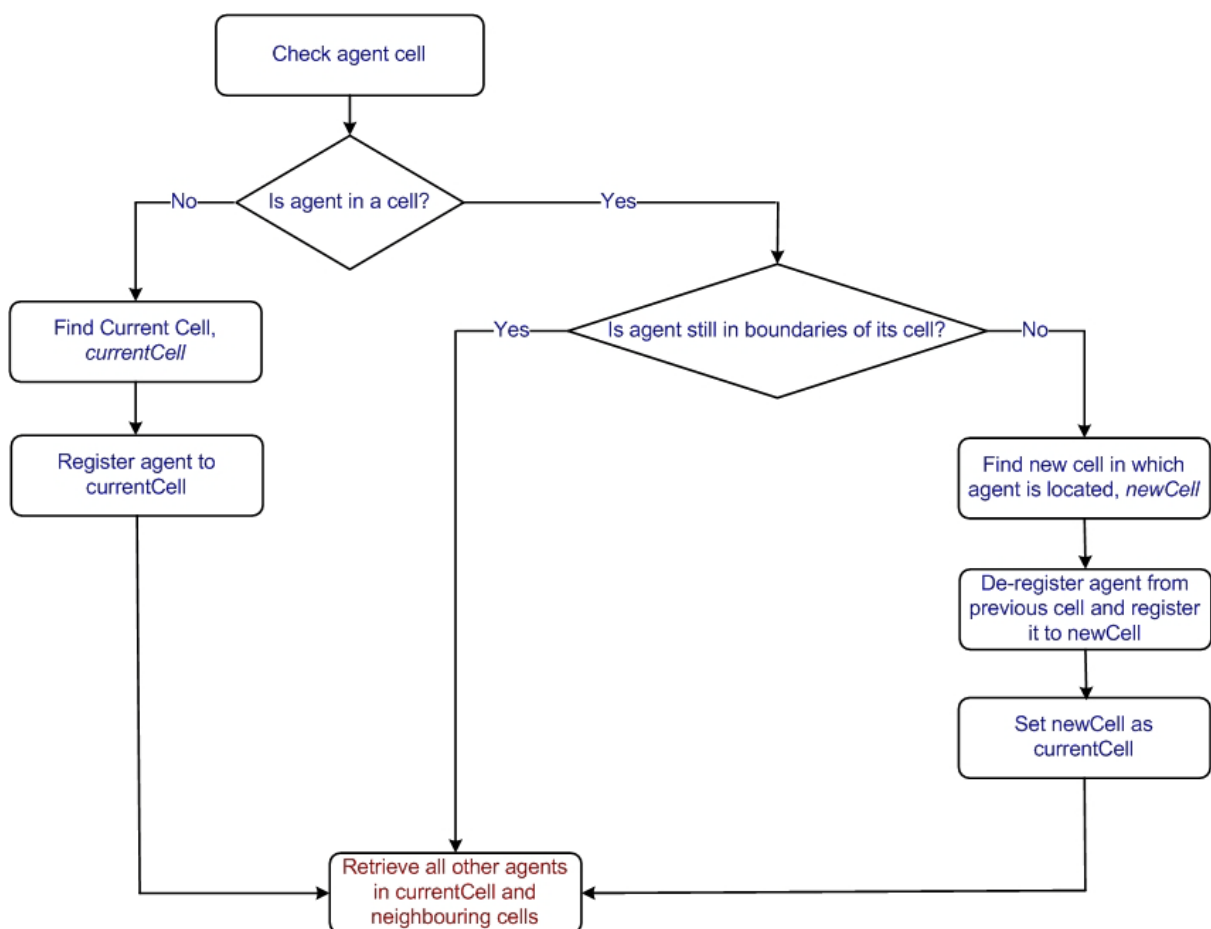 Check agent cell
Is agent in a cell?
No
Yes
Find Current Cell,
currentCell
Register agent to
currentCell
Is agent still in boundaries of its cell?
Yes
No
Find new cell in which
agent is located, newCell
De-register agent from
previous cell and register
it to newCell
Set newCell as
currentCell
Retrieve all other agents
in currentCell and
neighbouring cells